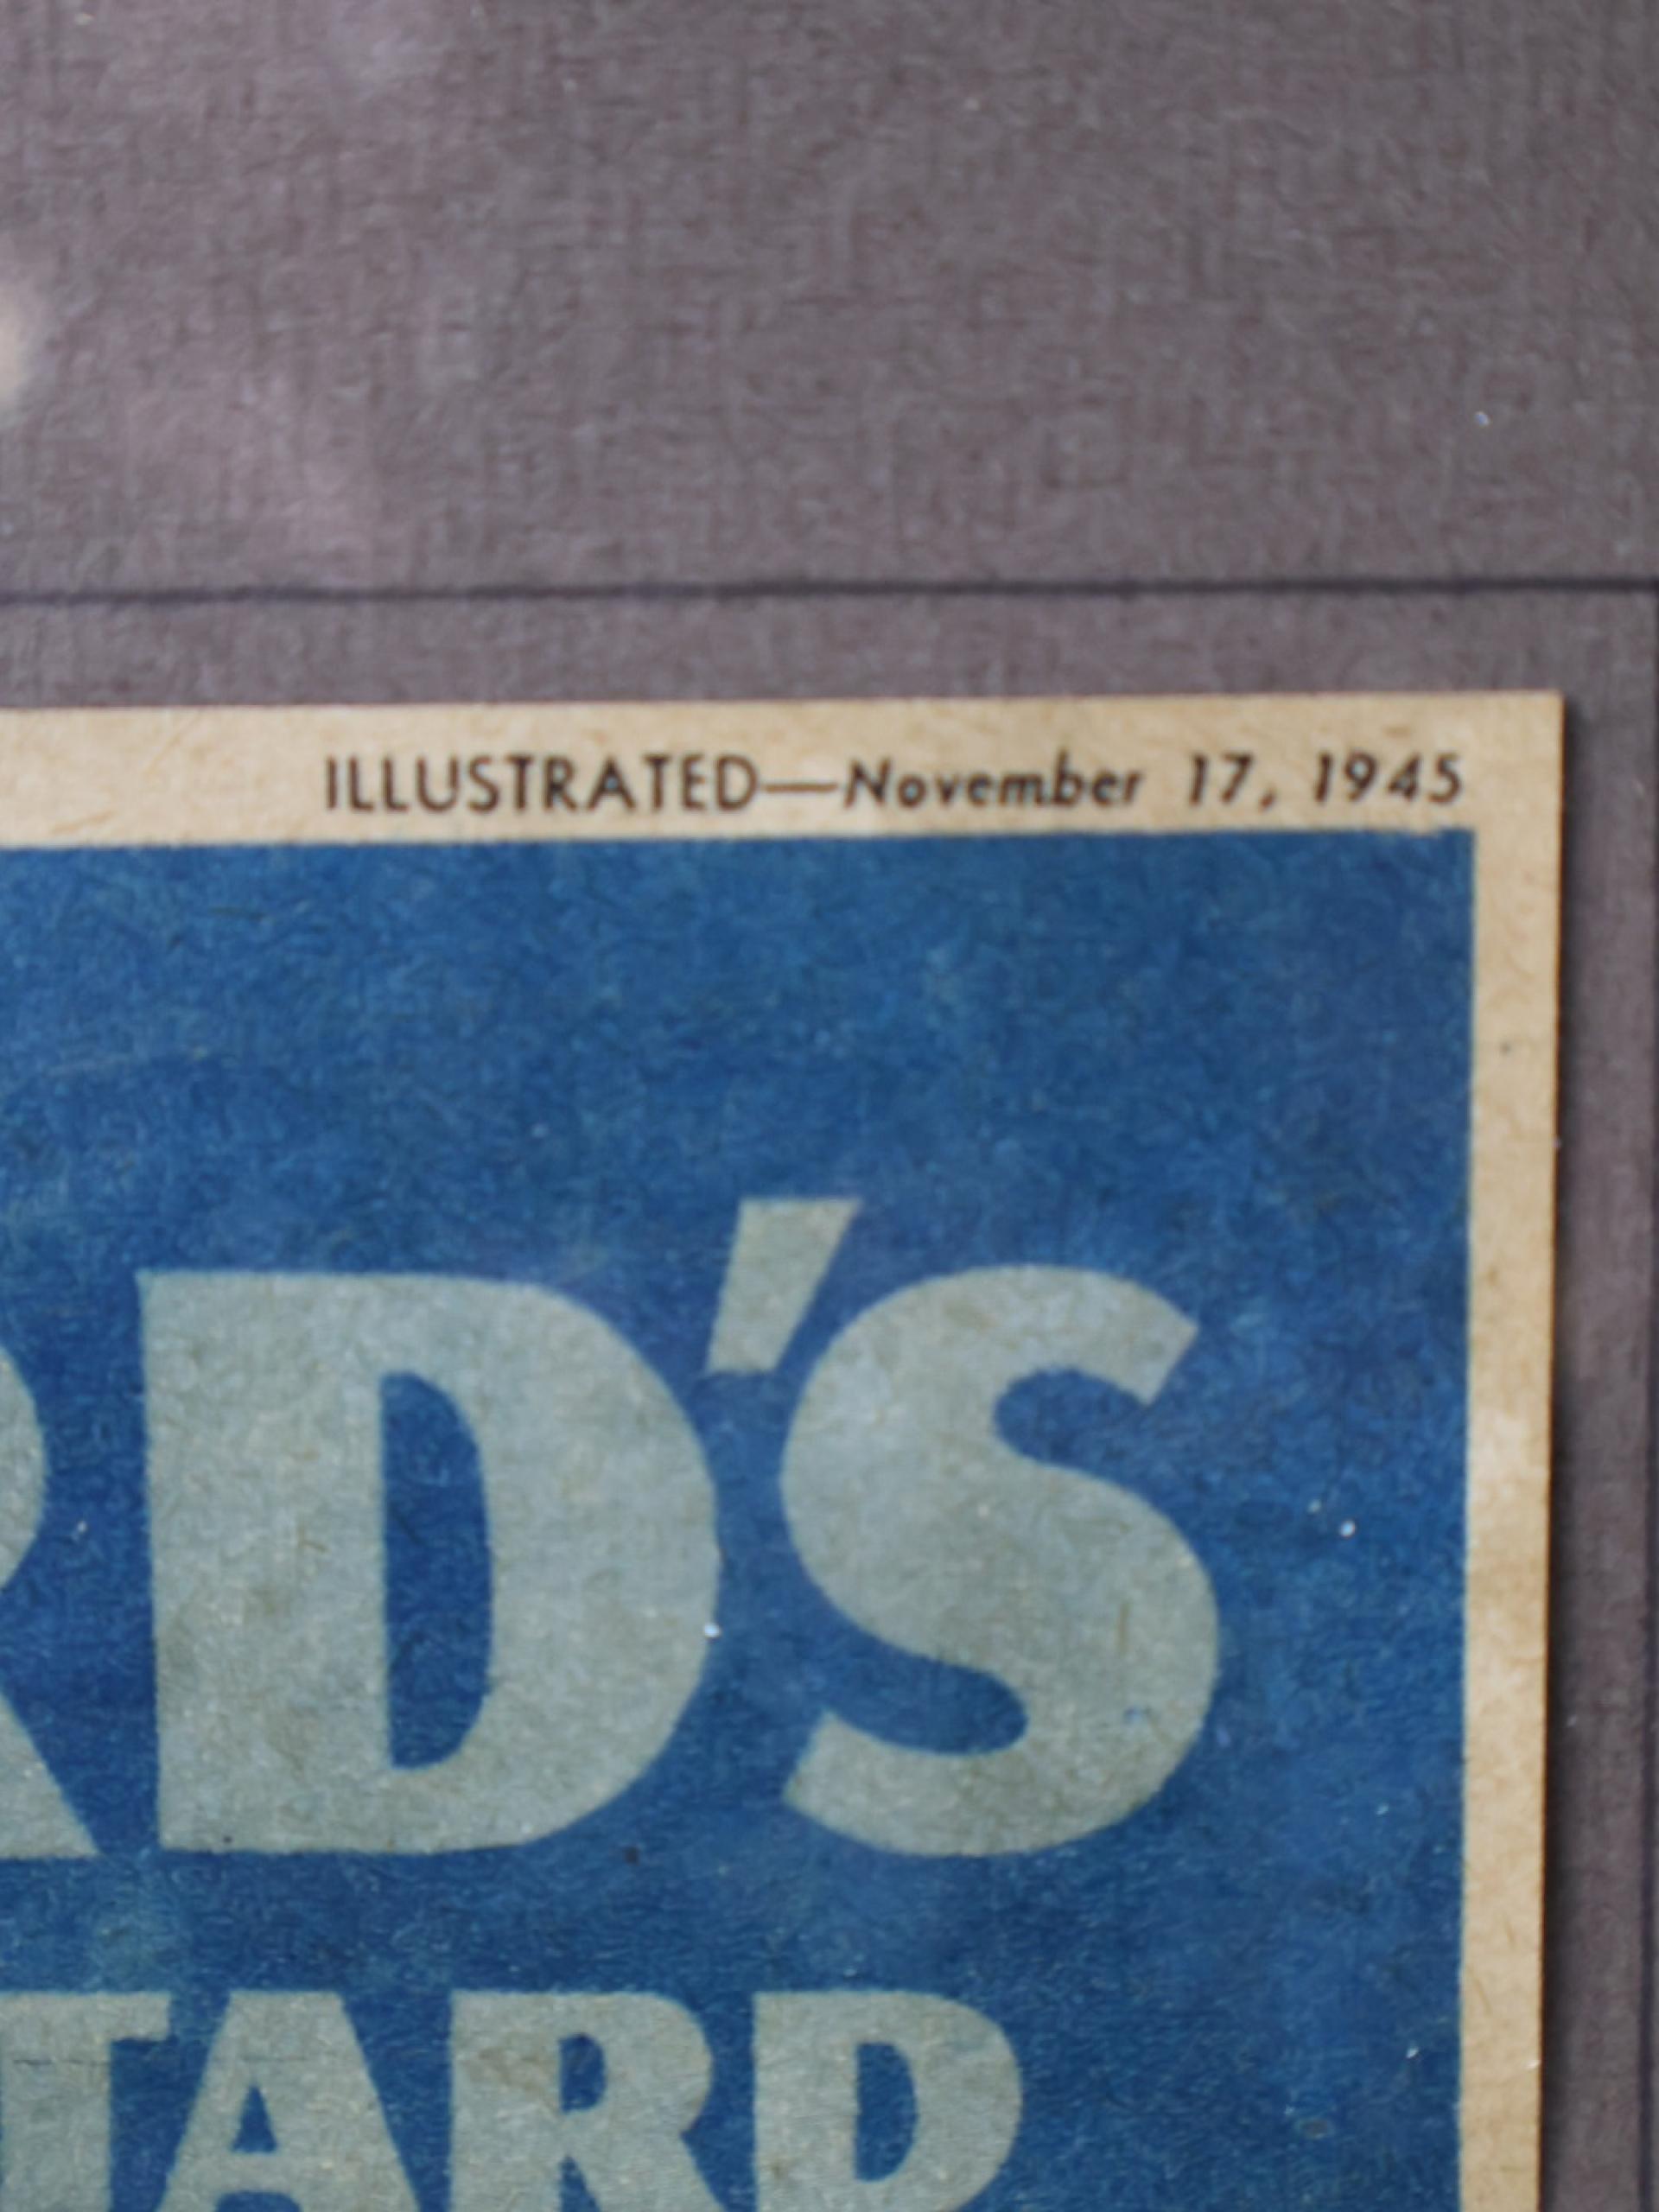 ILLUSTRATED—November 17, 1945
RD'S
TARD